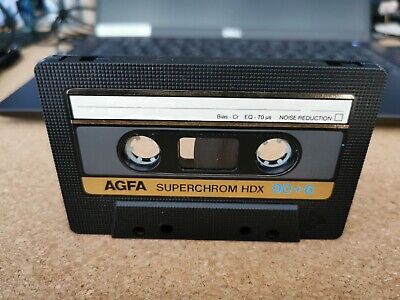 Bias - Cr EQ - 70 µs NOISE REDUCTION
AGFA SUPERCHROM HDX 90+6